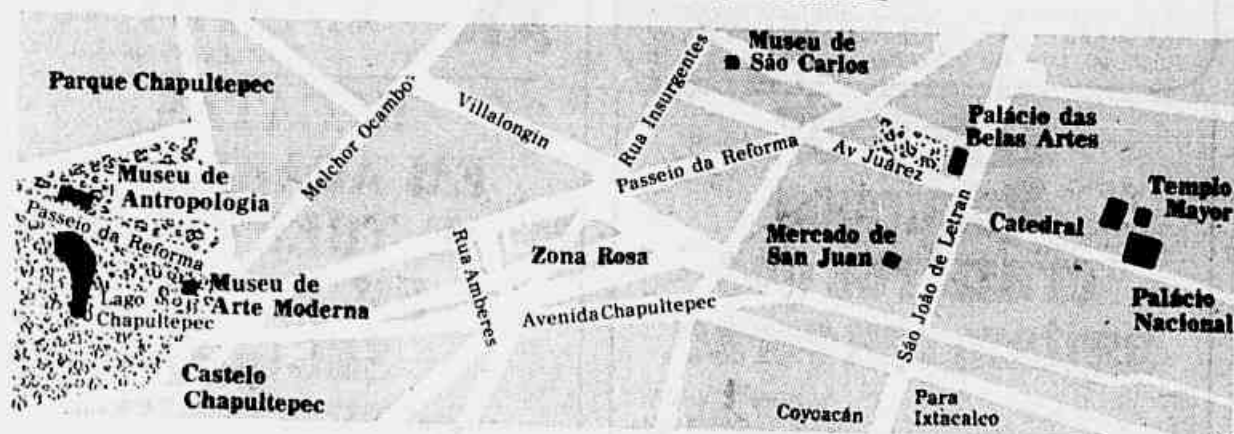 Parque Chapultepec
Melchor Ocambo
Villalongin
Rua Insurgentes
Museu de
São Carlos
Palácio das
Belas Artes
Passeio da Reforma
Av Juárez
Templo
Mayor
Museu de
Antropologia
Passeio da Reforma
Museu de
Arte Moderna
Lago
Chapultepec
Rua Amberes
Zona Rosa
Avenida Chapultepec
Mercado de
San Juan
São João de Letran
Catedral
Palácio
Nacional
Castelo
Chapultepec
Coyoacán
Para
Ixtacalco